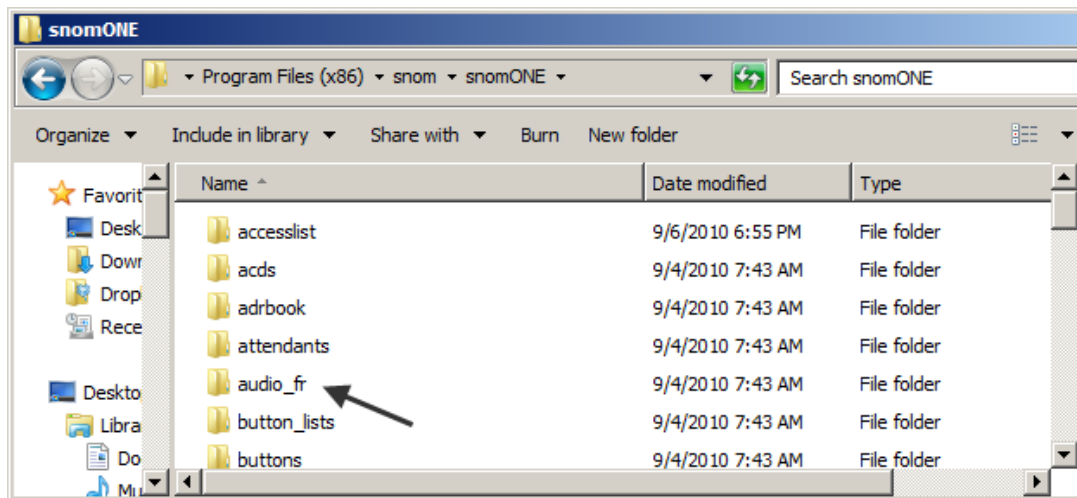 snomONE
Program Files (x86) snom snomONE Search snomONE
Organize Include in library Share with Burn New folder
Name Date modified Type
Favorit
Desk
Down
Drop
Rece
Deskto
Libra
Do
Mu
accesslist 9/6/2010 6:55 PM File folder
acds 9/4/2010 7:43 AM File folder
adrbook 9/4/2010 7:43 AM File folder
attendants 9/4/2010 7:43 AM File folder
audio_fr 9/4/2010 7:43 AM File folder
button_lists 9/4/2010 7:43 AM File folder
buttons 9/4/2010 7:43 AM File folder